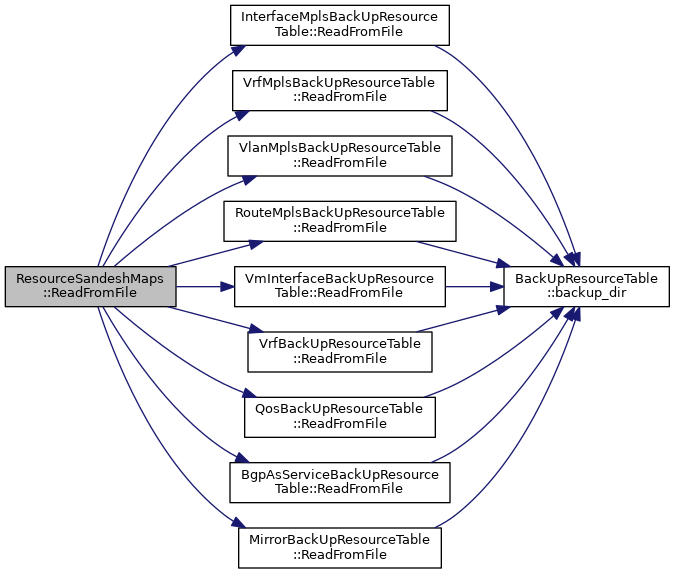 InterfaceMplsBackUpResource
Table::ReadFromFile
VrfMplsBackUpResourceTable
::ReadFromFile
VlanMplsBackUpResourceTable
::ReadFromFile
RouteMplsBackUpResourceTable
::ReadFromFile
ResourceSandeshMaps
::ReadFromFile
VmInterfaceBackUpResource
Table::ReadFromFile
BackUpResourceTable
::backup_dir
VrfBackUpResourceTable
::ReadFromFile
QosBackUpResourceTable
::ReadFromFile
BgpAsServiceBackUpResource
Table::ReadFromFile
MirrorBackUpResourceTable
::ReadFromFile